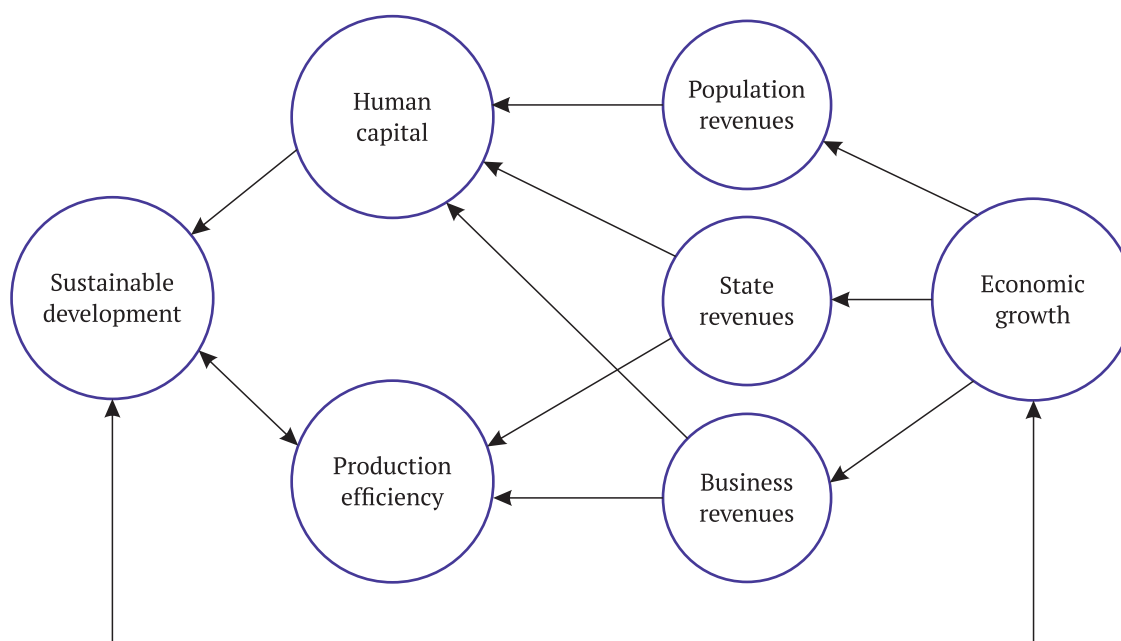 Human
capital
Population
revenues
Sustainable
development
State
revenues
Economic
growth
Production
efficiency
Business
revenues